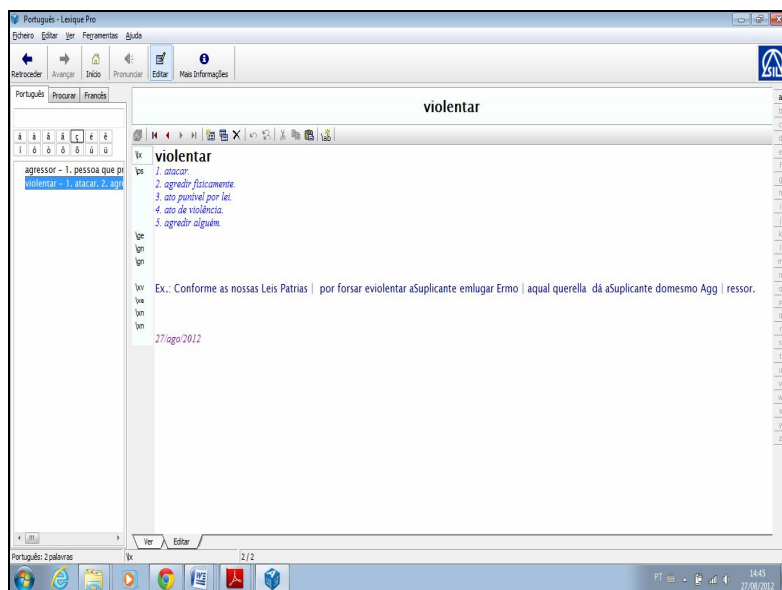 Português - Lexique Pro
Ficheiro Editar Ver Ferramentas Ajuda
Retroceder Avançar Início Pronunciar Editar Mais Informações
SIL
Português Procurar Francês
violentar
á à â ã ç é ê
í ó ò ô õ ú ü
agressor – 1. pessoa que pr
violentar – 1. atacar. 2. agre
\lx violentar
\ps 1. atacar.
2. agredir fisicamente.
3. ato punível por lei.
4. ato de violência.
5. agredir alguém.
\ge
\gn
\gn
\xv Ex.: Conforme as nossas Leis Patrias | por forsar eviolentar aSuplicante emlugar Ermo | aqual querella dá aSuplicante domesmo Agg | ressor.
\xe
\xn
\xn
27/ago/2012
Ver Editar
Português: 2 palavras \lx 2 / 2
PT 14:45
27/08/2012